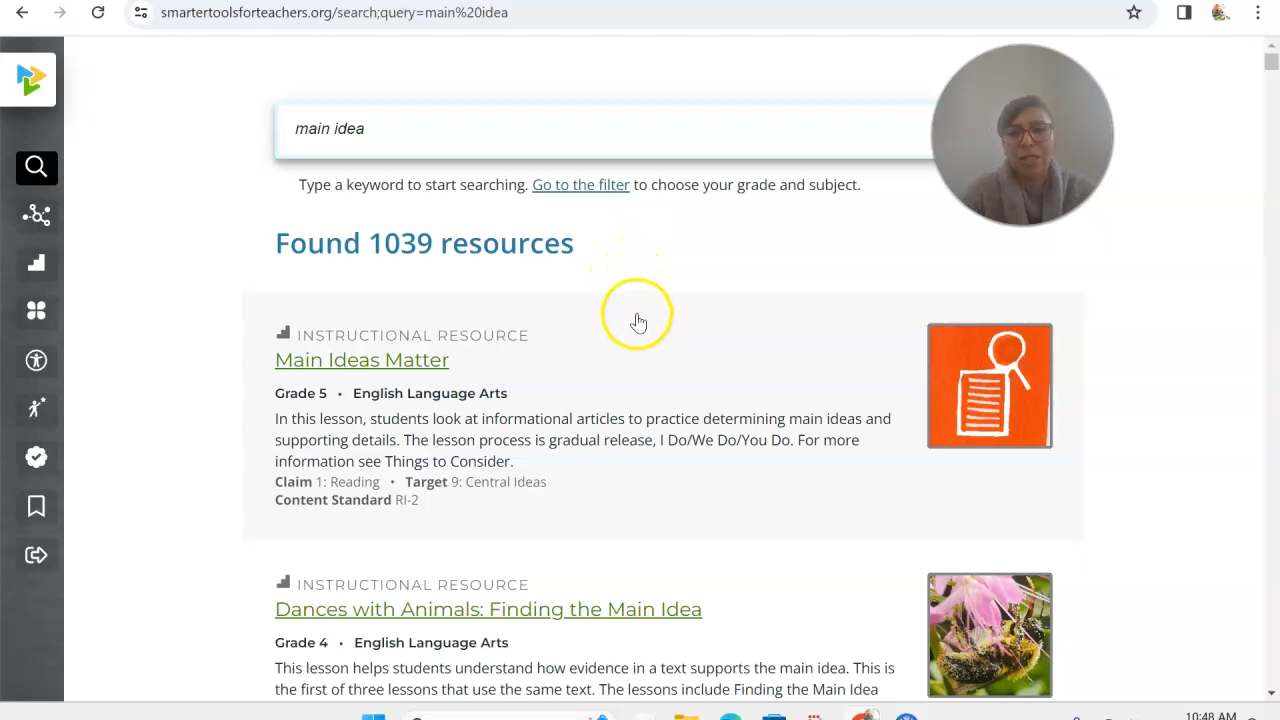 smartertoolsforteachers.org/search;query=main%20idea
main idea
Type a keyword to start searching. Go to the filter to choose your grade and subject.
Found 1039 resources
INSTRUCTIONAL RESOURCE
Main Ideas Matter
Grade 5 • English Language Arts
In this lesson, students look at informational articles to practice determining main ideas and
supporting details. The lesson process is gradual release, I Do/We Do/You Do. For more
information see Things to Consider.
Claim 1: Reading • Target 9: Central Ideas
Content Standard RI-2
INSTRUCTIONAL RESOURCE
Dances with Animals: Finding the Main Idea
Grade 4 • English Language Arts
This lesson helps students understand how evidence in a text supports the main idea. This is
the first of three lessons that use the same text. The lessons include Finding the Main Idea
10:48 AM